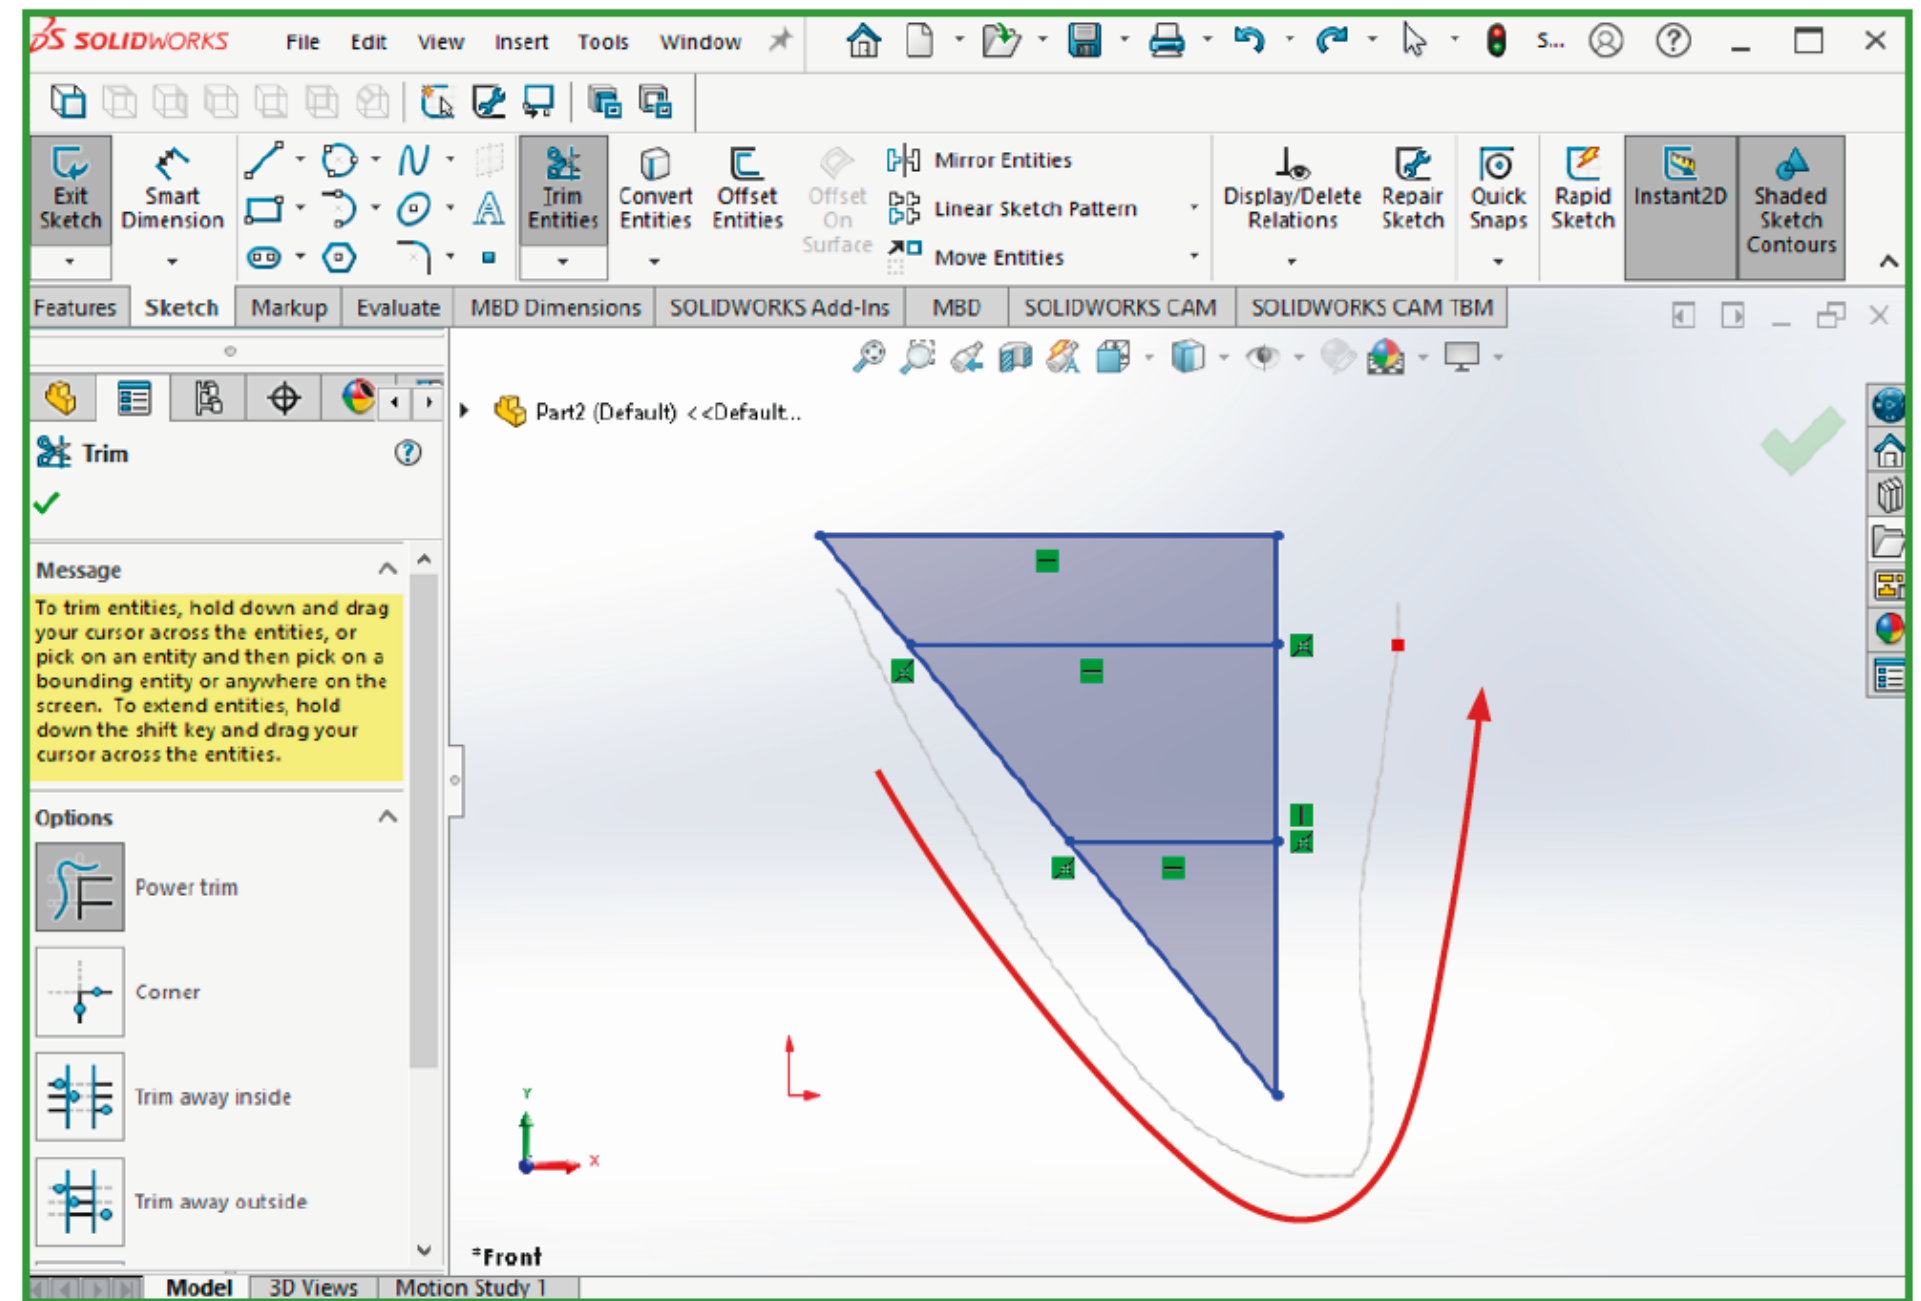 SOLIDWORKS File Edit View Insert Tools Window S...
Exit Sketch
Smart Dimension
Trim Entities
Convert Entities
Offset Entities
Offset On Surface
Mirror Entities
Linear Sketch Pattern
Move Entities
Display/Delete Relations
Repair Sketch
Quick Snaps
Rapid Sketch
Instant2D
Shaded Sketch Contours
Features Sketch Markup Evaluate MBD Dimensions SOLIDWORKS Add-Ins MBD SOLIDWORKS CAM SOLIDWORKS CAM TBM
Part2 (Default) <<Default...
Trim
Message
To trim entities, hold down and drag
your cursor across the entities, or
pick on an entity and then pick on a
bounding entity or anywhere on the
screen. To extend entities, hold
down the shift key and drag your
cursor across the entities.
Options
Power trim
Corner
Trim away inside
Trim away outside
Y
X
*Front
Model 3D Views Motion Study 1